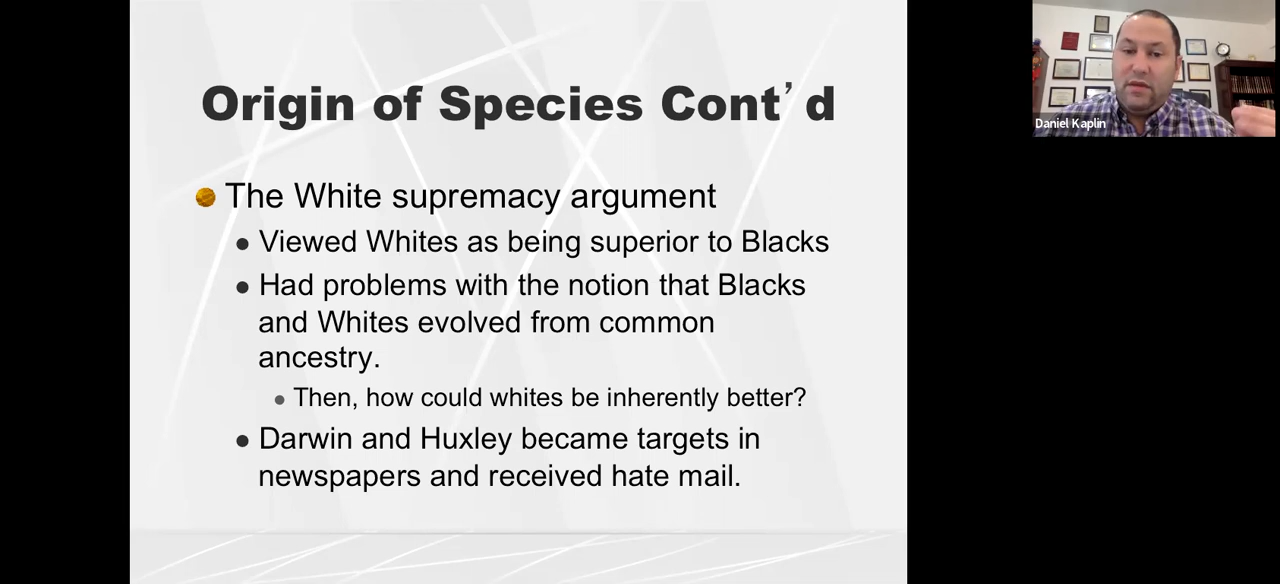 Origin of Species Cont’d
The White supremacy argument
Viewed Whites as being superior to Blacks
Had problems with the notion that Blacks
and Whites evolved from common
ancestry.
Then, how could whites be inherently better?
Darwin and Huxley became targets in
newspapers and received hate mail.
Daniel Kaplin